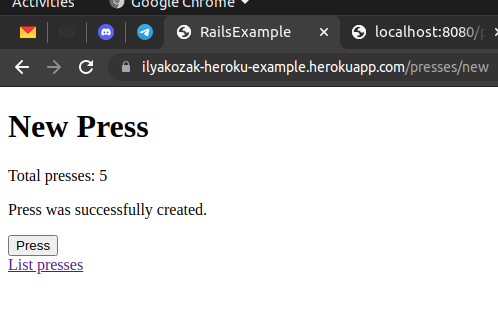 Activities
Google Chrome
RailsExample
localhost:8080/p
ilyakozak-heroku-example.herokuapp.com/presses/new
New Press
Total presses: 5
Press was successfully created.
Press
List presses